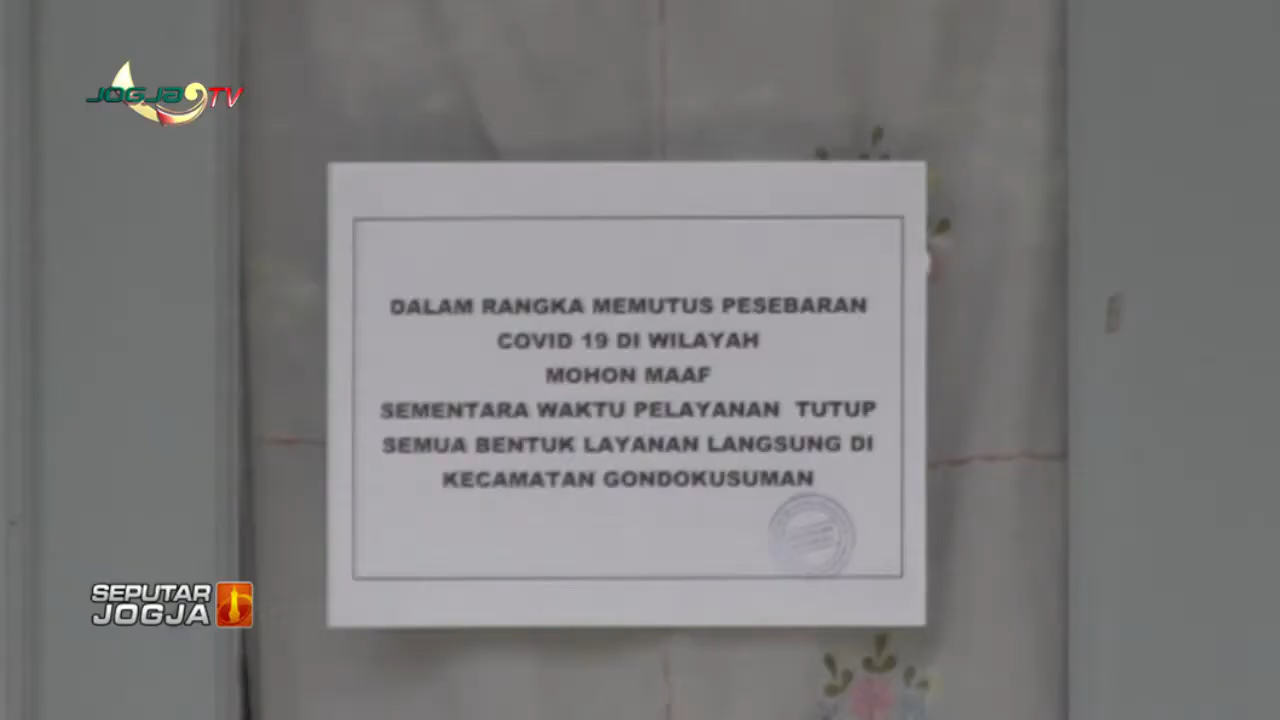 JOGJA TV
DALAM RANGKA MEMUTUS PESEBARAN
COVID 19 DI WILAYAH
MOHON MAAF
SEMENTARA WAKTU PELAYANAN TUTUP
SEMUA BENTUK LAYANAN LANGSUNG DI
KECAMATAN GONDOKUSUMAN
SEPUTAR
JOGJA